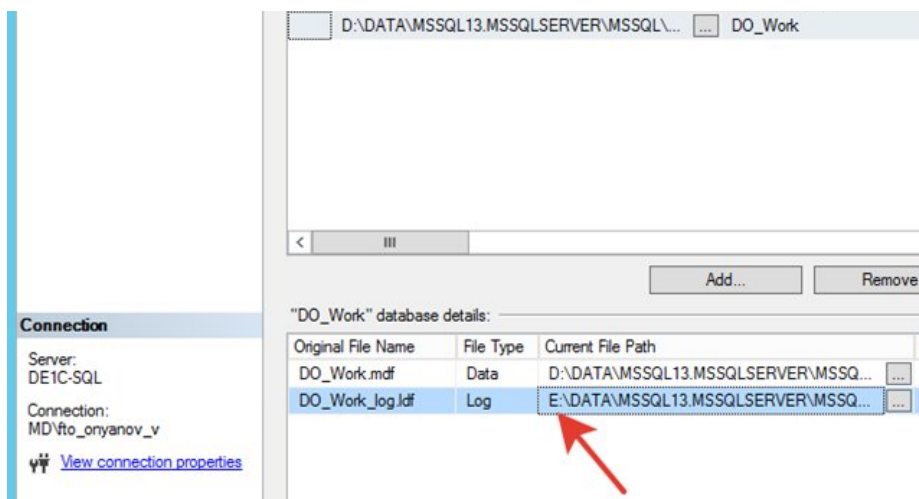 D:\DATA\MSSQL13.MSSQLSERVER\MSSQL\... ... DO_Work
Add... Remove
"DO_Work" database details:
Original File Name File Type Current File Path
DO_Work.mdf Data D:\DATA\MSSQL13.MSSQLSERVER\MSSQ... ...
DO_Work_log.ldf Log E:\DATA\MSSQL13.MSSQLSERVER\MSSQ... ...
Connection
Server:
DE1C-SQL
Connection:
MD\fto_onyanov_v
View connection properties